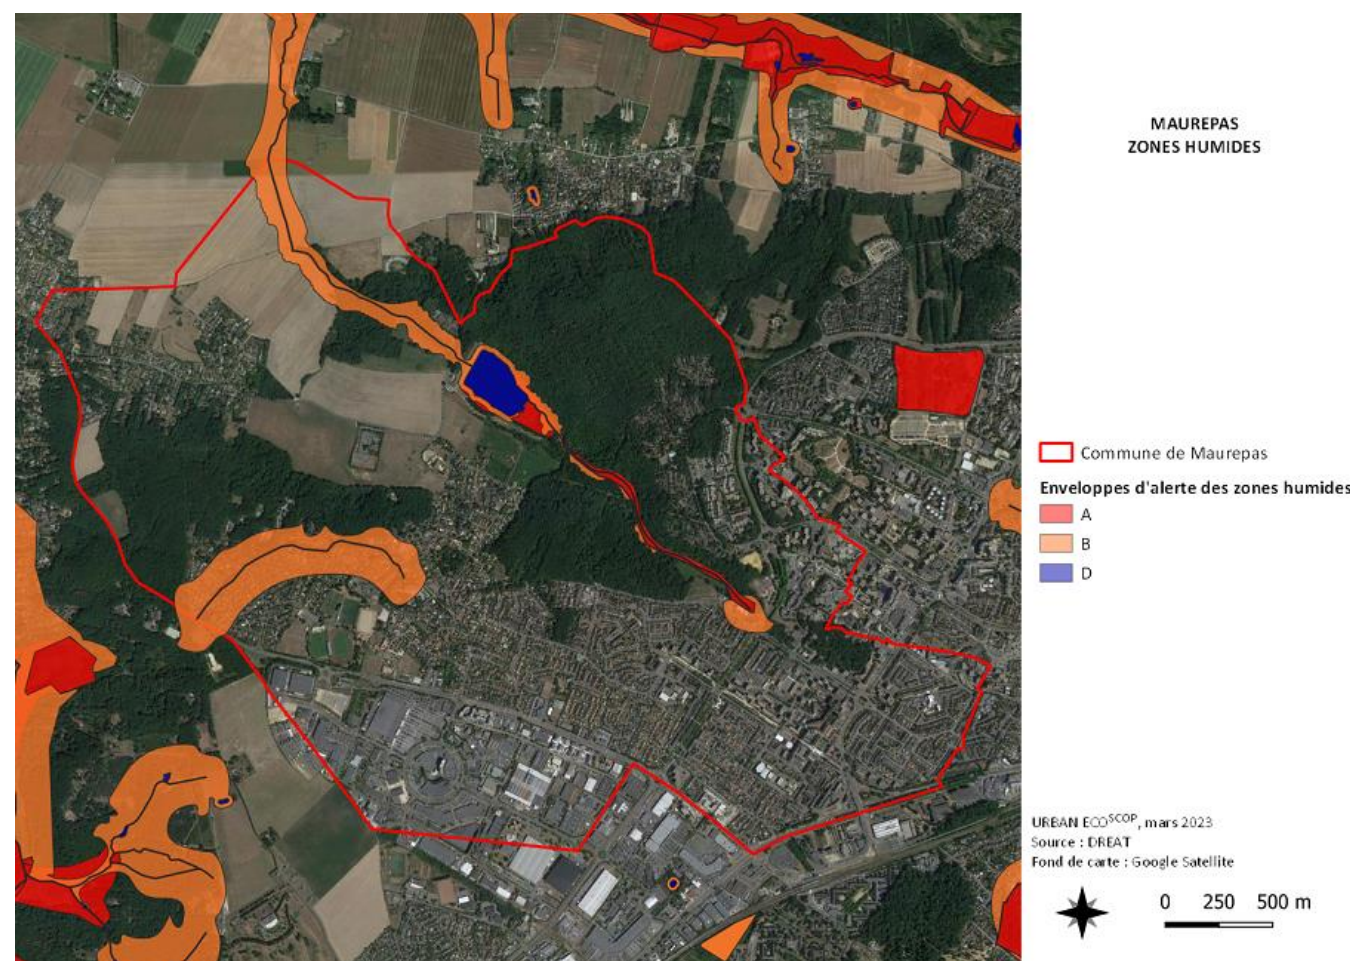 MAUREPAS
ZONES HUMIDES
Commune de Maurepas
Enveloppes d'alerte des zones humides
A
B
D
URBAN ECOSCOP, mars 2023
Source : DREAT
Fond de carte : Google Satellite
0 250 500 m